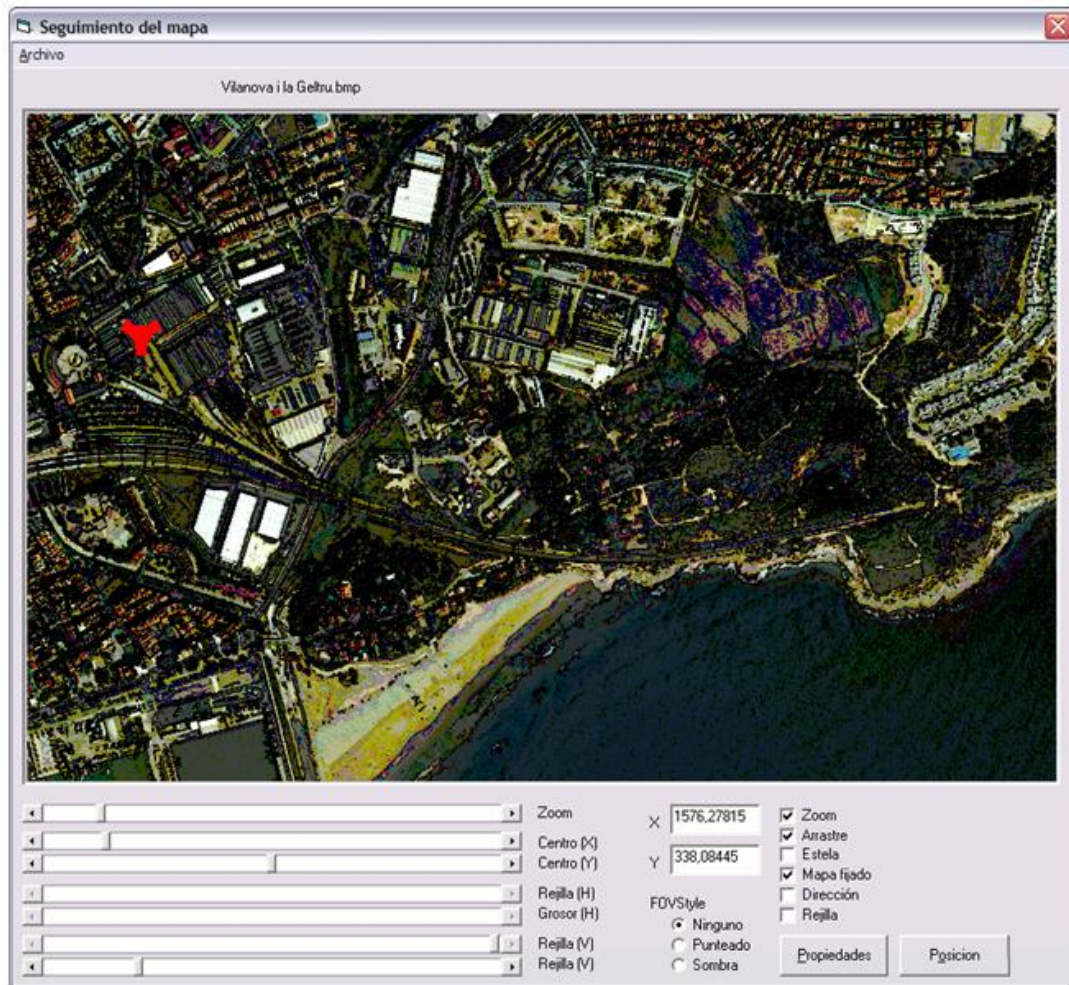 Seguimiento del mapa
Archivo
Vilanova i la Geltru.bmp
Zoom
Centro (X)
Centro (Y)
Rejilla (H)
Grosor (H)
Rejilla (V)
Rejilla (V)
X 1576,27815
Y 338,08445
FOVStyle
Ninguno
Punteado
Sombra
Zoom
Arrastre
Estela
Mapa fijado
Dirección
Rejilla
Propiedades
Posicion